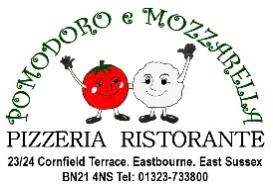 POMODORO e MOZZARELLA
PIZZERIA RISTORANTE
23/24 Cornfield Terrace. Eastbourne. East Sussex
BN21 4NS Tel: 01323-733800